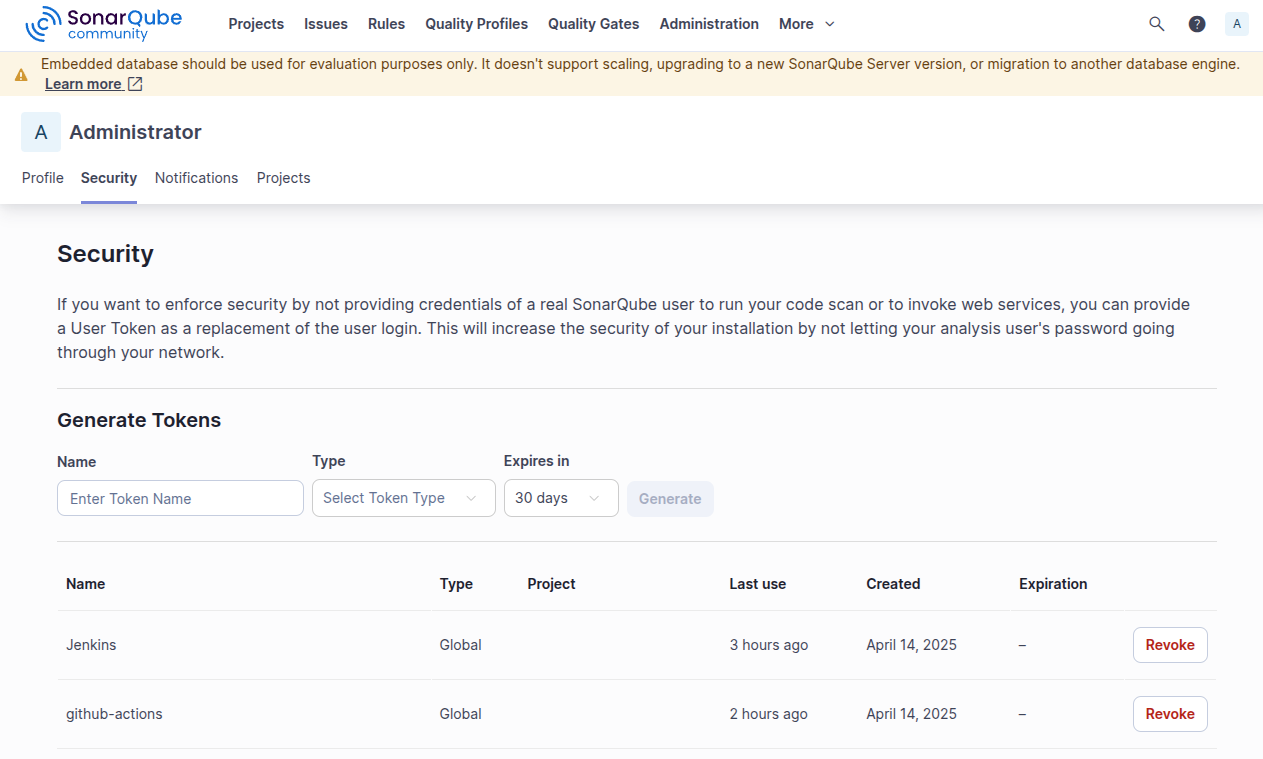 SonarQube community Projects Issues Rules Quality Profiles Quality Gates Administration More ? A
Embedded database should be used for evaluation purposes only. It doesn't support scaling, upgrading to a new SonarQube Server version, or migration to another database engine.
Learn more
A Administrator
Profile Security Notifications Projects
Security
If you want to enforce security by not providing credentials of a real SonarQube user to run your code scan or to invoke web services, you can provide
a User Token as a replacement of the user login. This will increase the security of your installation by not letting your analysis user's password going
through your network.
Generate Tokens
Name Type Expires in
Enter Token Name Select Token Type 30 days Generate
Name Type Project Last use Created Expiration
Jenkins Global 3 hours ago April 14, 2025 – Revoke
github-actions Global 2 hours ago April 14, 2025 – Revoke